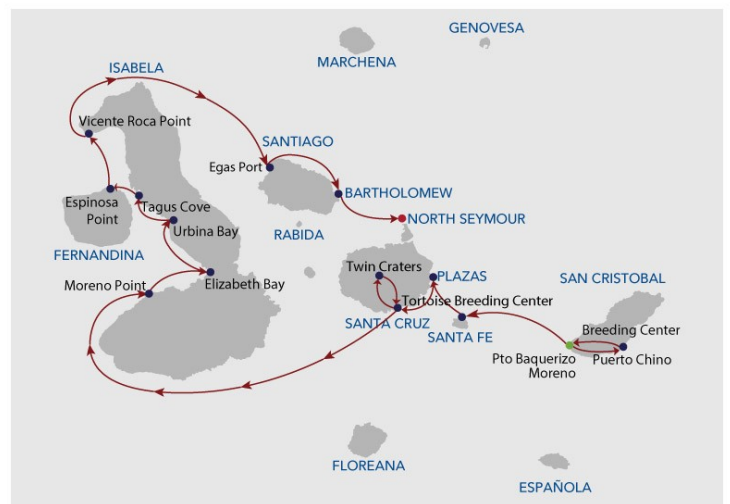 GENOVESA
MARCHENA
ISABELA
Vicente Roca Point
SANTIAGO
Egas Port
BARTHOLOMEW
Espinosa
Point
Tagus Cove
NORTH SEYMOUR
Urbina Bay
RABIDA
FERNANDINA
Twin Craters
PLAZAS
SAN CRISTOBAL
Moreno Point
Elizabeth Bay
Tortoise Breeding Center
SANTA CRUZ
SANTA FE
Breeding Center
Pto Baquerizo
Moreno
Puerto Chino
FLOREANA
ESPAÑOLA